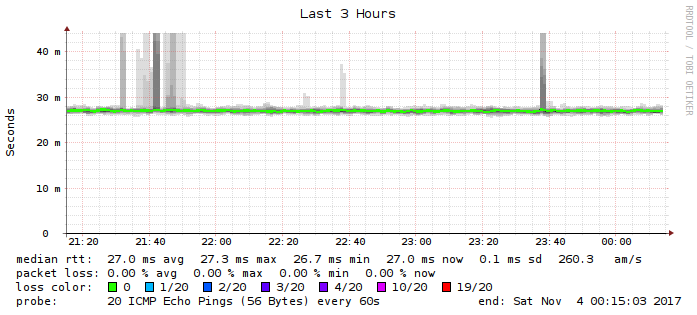 Last 3 Hours
RRDTOOL / TOBI OETIKER
Seconds
40 m
30 m
20 m
10 m
0
21:20 21:40 22:00 22:20 22:40 23:00 23:20 23:40 00:00
median rtt: 27.0 ms avg 27.3 ms max 26.7 ms min 27.0 ms now 0.1 ms sd 260.3 am/s
packet loss: 0.00 % avg 0.00 % max 0.00 % min 0.00 % now
loss color: 0 1/20 2/20 3/20 4/20 10/20 19/20
probe: 20 ICMP Echo Pings (56 Bytes) every 60s end: Sat Nov 4 00:15:03 2017